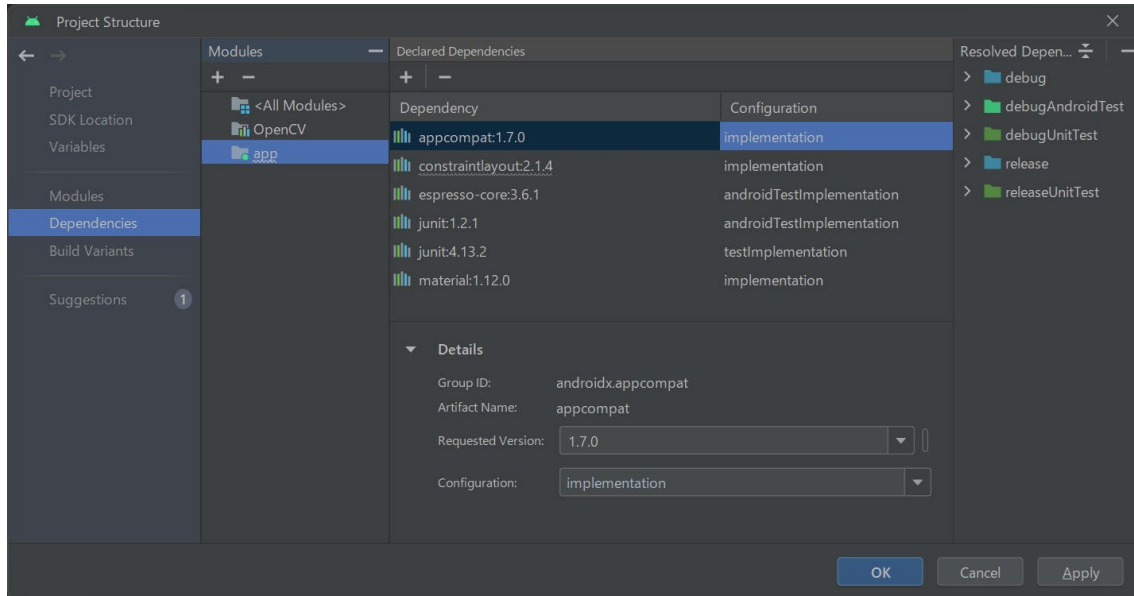 Project Structure
Project
SDK Location
Variables
Modules
Dependencies
Build Variants
Suggestions 1
Modules
<All Modules>
OpenCV
app
Declared Dependencies
Dependency Configuration
appcompat:1.7.0 implementation
constraintlayout:2.1.4 implementation
espresso-core:3.6.1 androidTestImplementation
junit:1.2.1 androidTestImplementation
junit:4.13.2 testImplementation
material:1.12.0 implementation
Details
Group ID: androidx.appcompat
Artifact Name: appcompat
Requested Version: 1.7.0
Configuration: implementation
Resolved Depen...
debug
debugAndroidTest
debugUnitTest
release
releaseUnitTest
OK Cancel Apply